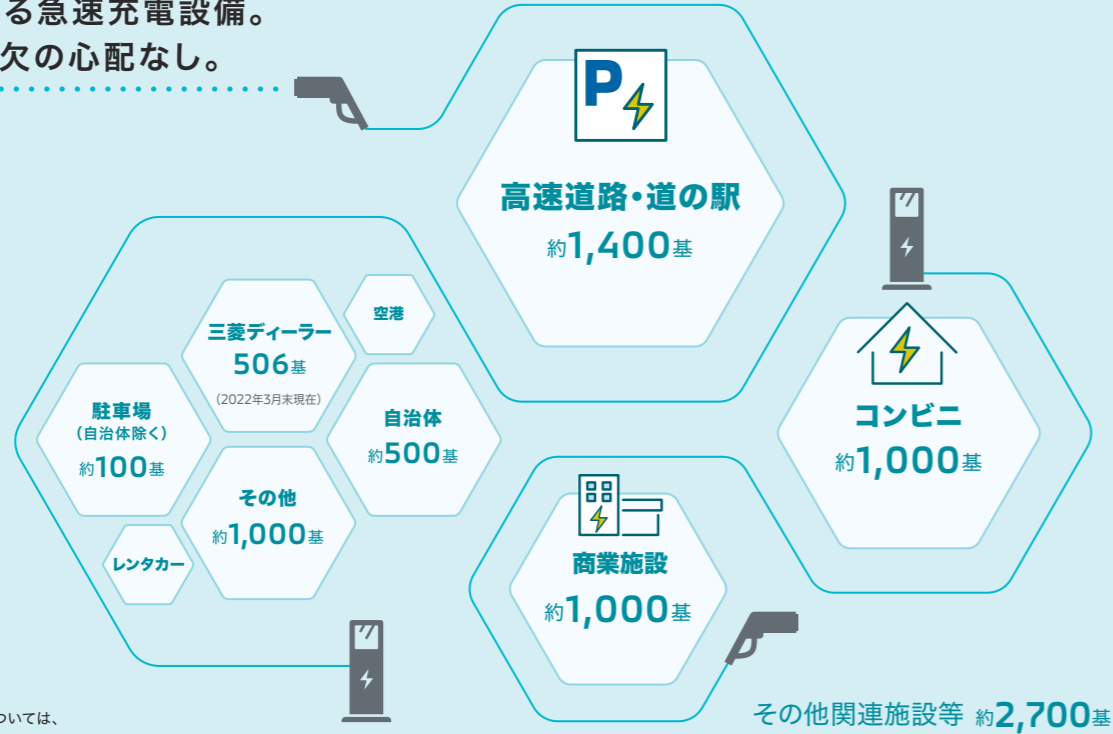 る急速充電設備。
欠の心配なし。
P
高速道路・道の駅
約1,400基
三菱ディーラー
506基
(2022年3月末現在)
空港
駐車場
(自治体除く)
約100基
自治体
約500基
その他
約1,000基
レンタカー
コンビニ
約1,000基
商業施設
約1,000基
ついては、
その他関連施設等 約2,700基